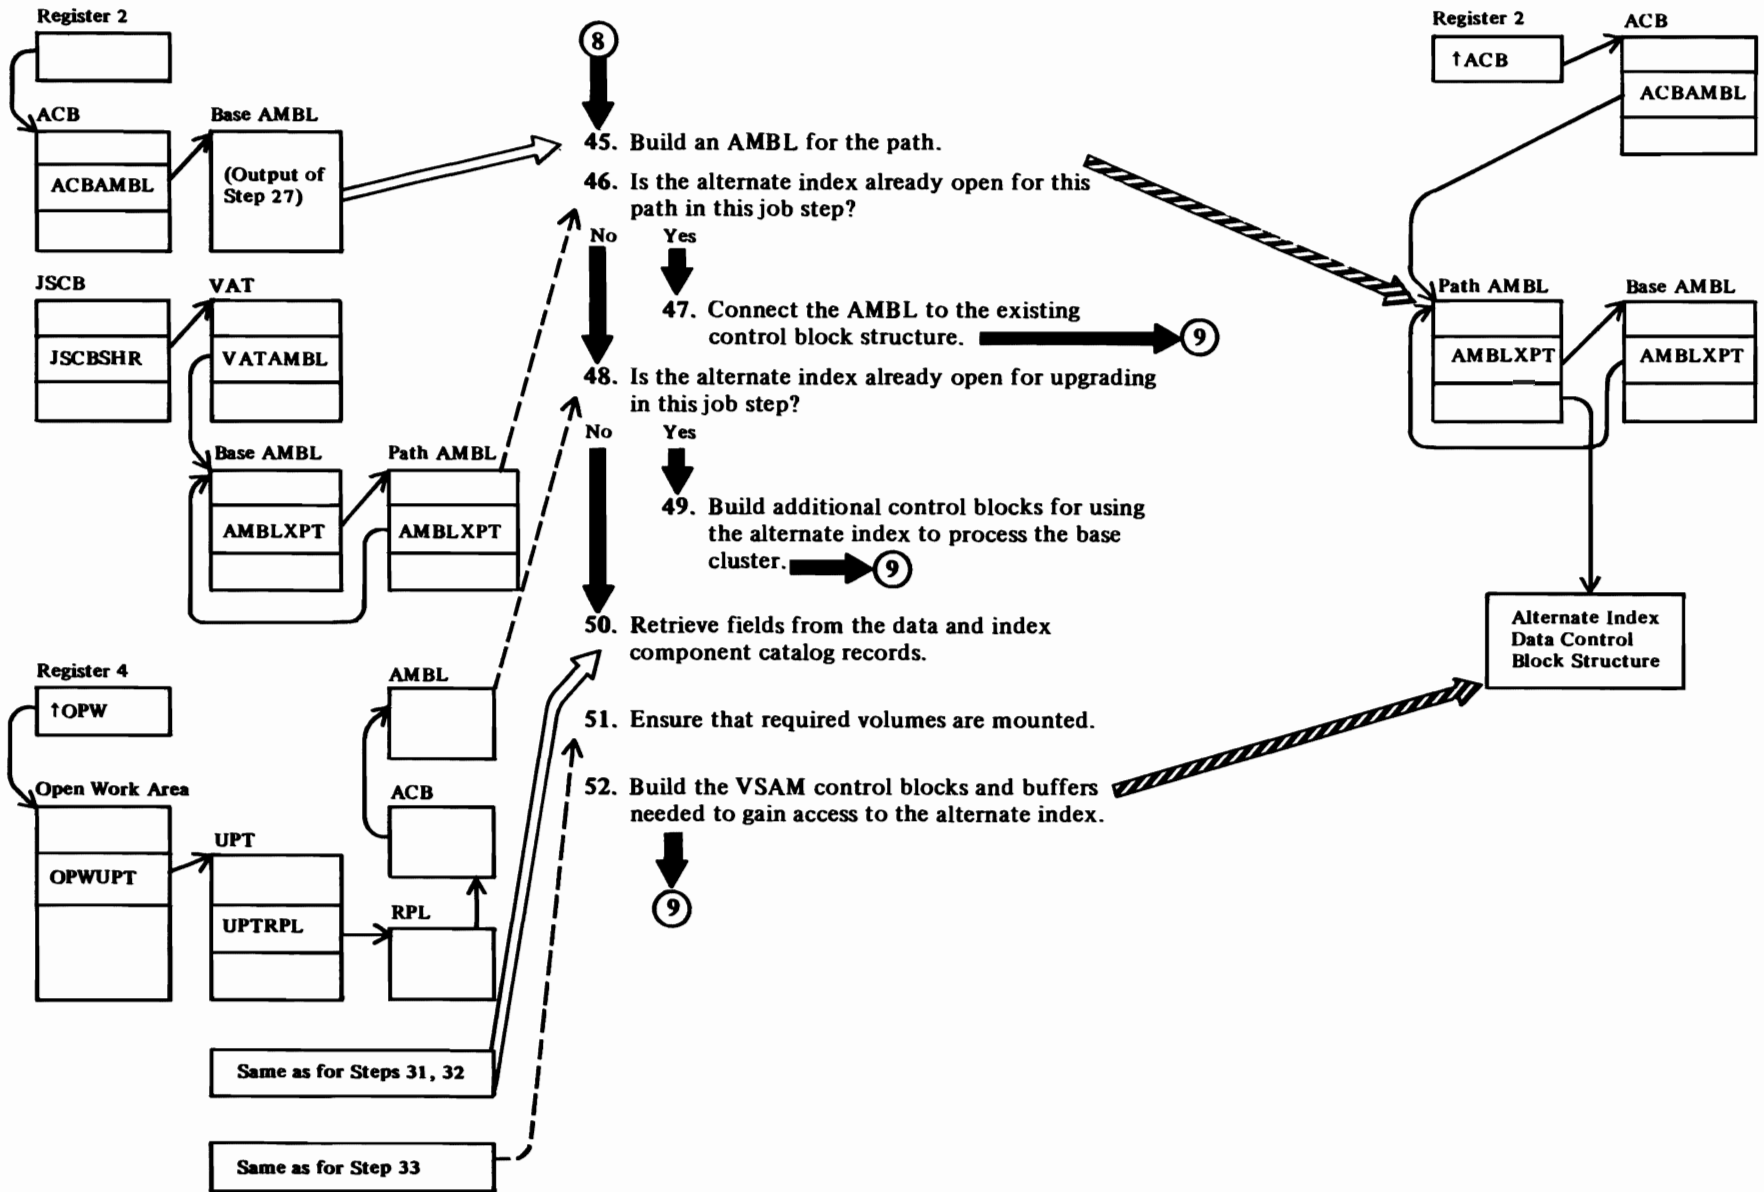 Register 2
ACB
Base AMBL
ACBAMBL
(Output of
Step 27)
JSCB
VAT
JSCBSHR
VATAMBL
Base AMBL
Path AMBL
AMBLXPT
AMBLXPT
Register 4
↑OPW
Open Work Area
OPWUPT
UPT
UPTRPL
AMBL
ACB
RPL
Same as for Steps 31, 32
Same as for Step 33
8
45. Build an AMBL for the path.
46. Is the alternate index already open for this
path in this job step?
No Yes
47. Connect the AMBL to the existing
control block structure.
9
48. Is the alternate index already open for upgrading
in this job step?
No Yes
49. Build additional control blocks for using
the alternate index to process the base
cluster.
9
50. Retrieve fields from the data and index
component catalog records.
51. Ensure that required volumes are mounted.
52. Build the VSAM control blocks and buffers
needed to gain access to the alternate index.
9
Register 2
↑ACB
ACB
ACBAMBL
Path AMBL
Base AMBL
AMBLXPT
AMBLXPT
Alternate Index
Data Control
Block Structure